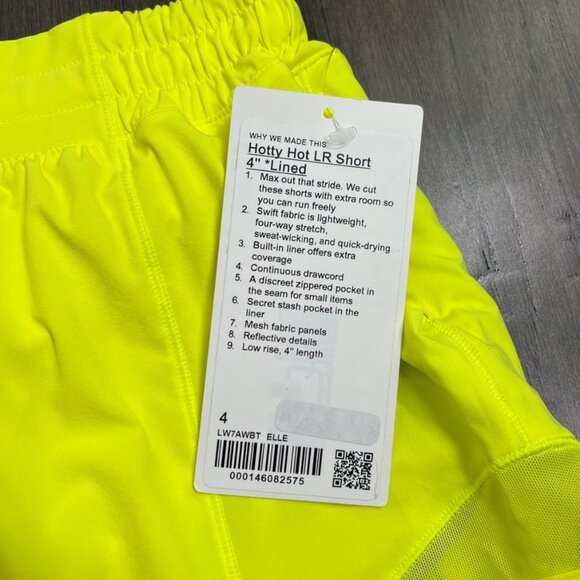 WHY WE MADE THIS
Hotty Hot LR Short
4" *Lined
1. Max out that stride. We cut
these shorts with extra room so
you can run freely
2. Swift fabric is lightweight,
four-way stretch,
sweat-wicking, and quick-drying
3. Built-in liner offers extra
coverage
4. Continuous drawcord
5. A discreet zippered pocket in
the seam for small items
6. Secret stash pocket in the
liner
7. Mesh fabric panels
8. Reflective details
9. Low rise, 4" length
4
LW7AWBT ELLE
000146082575